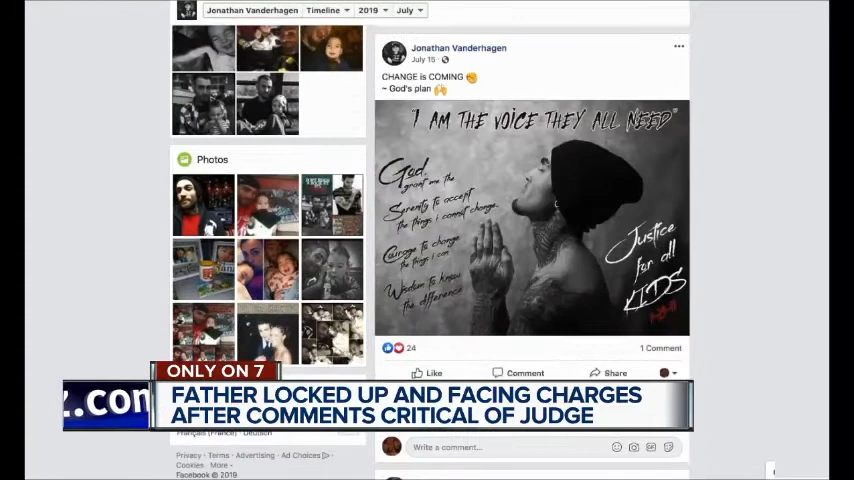 Jonathan Vanderhagen
Timeline
2019
July
Photos
Jonathan Vanderhagen
July 15
CHANGE is COMING ✊
~ God's plan 🙌
"I AM THE VOICE THEY ALL NEED"
God,
grant me the
Serenity to accept
the things i cannot change..
Courage to change
the things i can
Wisdom to know
the difference
Justice
for all
KIDS
24
1 Comment
Like
Comment
Share
ONLY ON 7
FATHER LOCKED UP AND FACING CHARGES
AFTER COMMENTS CRITICAL OF JUDGE
z.com
Français (France) · Deutsch
Write a comment...
GIF
Privacy · Terms · Advertising · Ad Choices ·
Cookies · More
Facebook © 2019